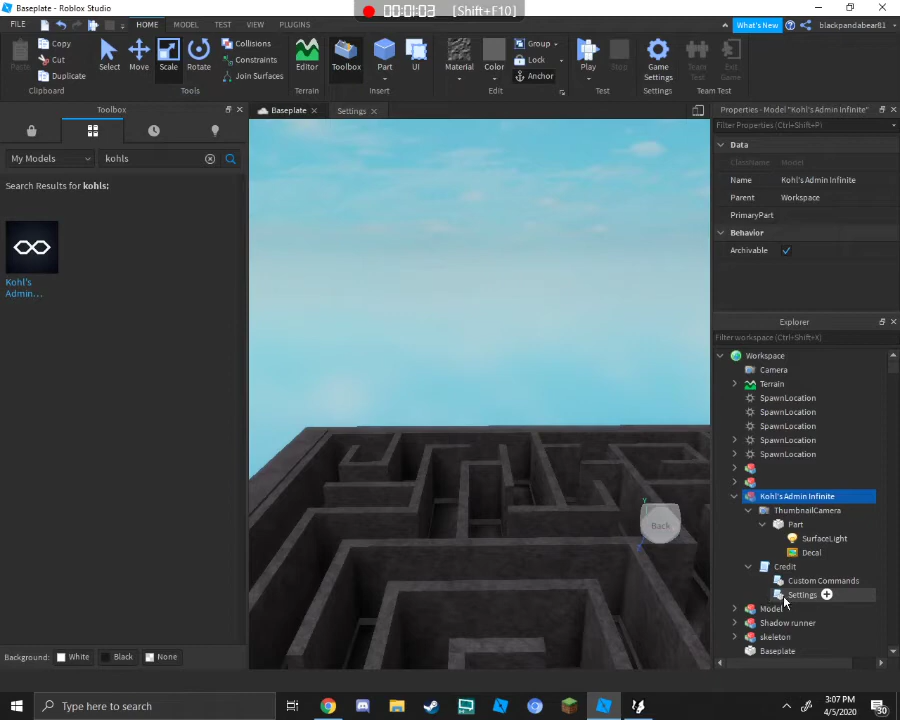 Baseplate - Roblox Studio
00:01:03 [Shift+F10]
FILE HOME MODEL TEST VIEW PLUGINS
What's New blackpandabear81
Paste Copy Cut Duplicate
Select Move Scale Rotate
Collisions Constraints Join Surfaces
Editor Toolbox Part UI
Material Color Group Lock Anchor
Play Stop Game Settings Team Test Exit Game
Clipboard Tools Terrain Insert Edit Test Settings Team Test
Toolbox
My Models kohls
Search Results for kohls:
Kohl's
Admin...
Background: White Black None
Baseplate Settings
Back
Y
Properties - Model "Kohl's Admin Infinite"
Filter Properties (Ctrl+Shift+P)
Data
ClassName Model
Name Kohl's Admin Infinite
Parent Workspace
PrimaryPart
Behavior
Archivable
Explorer
Filter workspace (Ctrl+Shift+X)
Workspace
Camera
Terrain
SpawnLocation
SpawnLocation
SpawnLocation
SpawnLocation
SpawnLocation
Kohl's Admin Infinite
ThumbnailCamera
Part
SurfaceLight
Decal
Credit
Custom Commands
Settings
Model
Shadow runner
skeleton
Baseplate
Type here to search
3:07 PM
4/5/2020
30